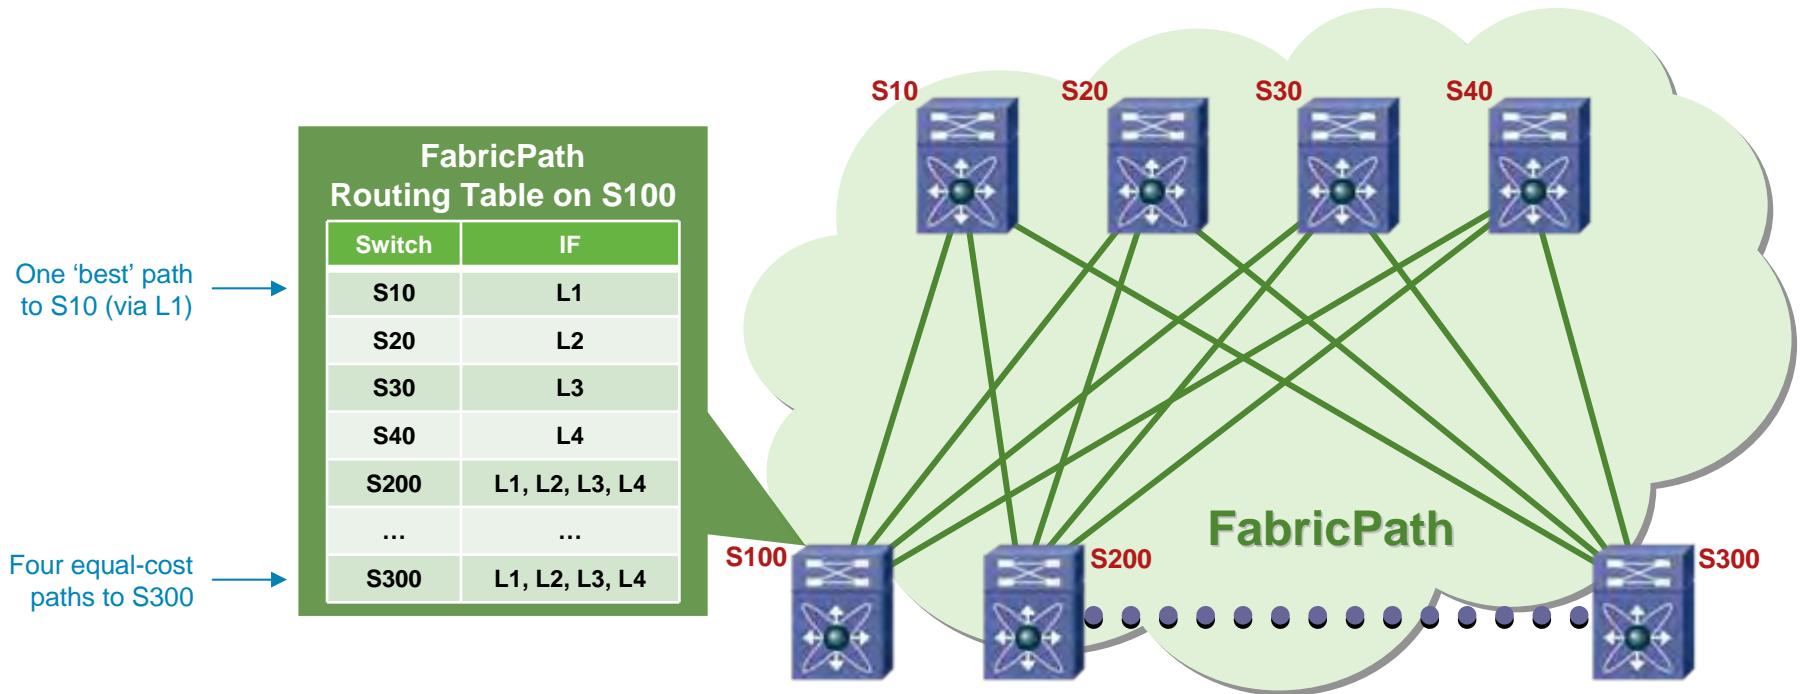 S10
S20
S30
S40
FabricPath
Routing Table on S100
Switch IF
S10 L1
S20 L2
S30 L3
S40 L4
S200 L1, L2, L3, L4
… …
S300 L1, L2, L3, L4
One ‘best’ path
to S10 (via L1)
Four equal-cost
paths to S300
FabricPath
S100
S200
S300